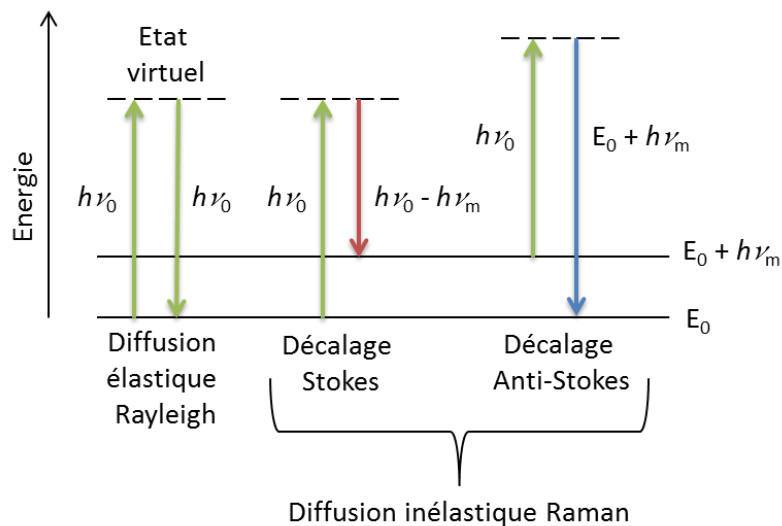 Etat
virtuel
Energie
hν₀
hν₀
hν₀
hν₀ - hνₘ
hν₀
E₀ + hνₘ
E₀ + hνₘ
E₀
Diffusion
élastique
Rayleigh
Décalage
Stokes
Décalage
Anti-Stokes
Diffusion inélastique Raman